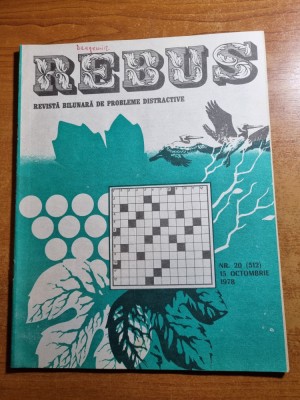 REBUS
REVISTĂ BILUNARĂ DE PROBLEME DISTRACTIVE
NR. 20 (512)
15 OCTOMBRIE
1978